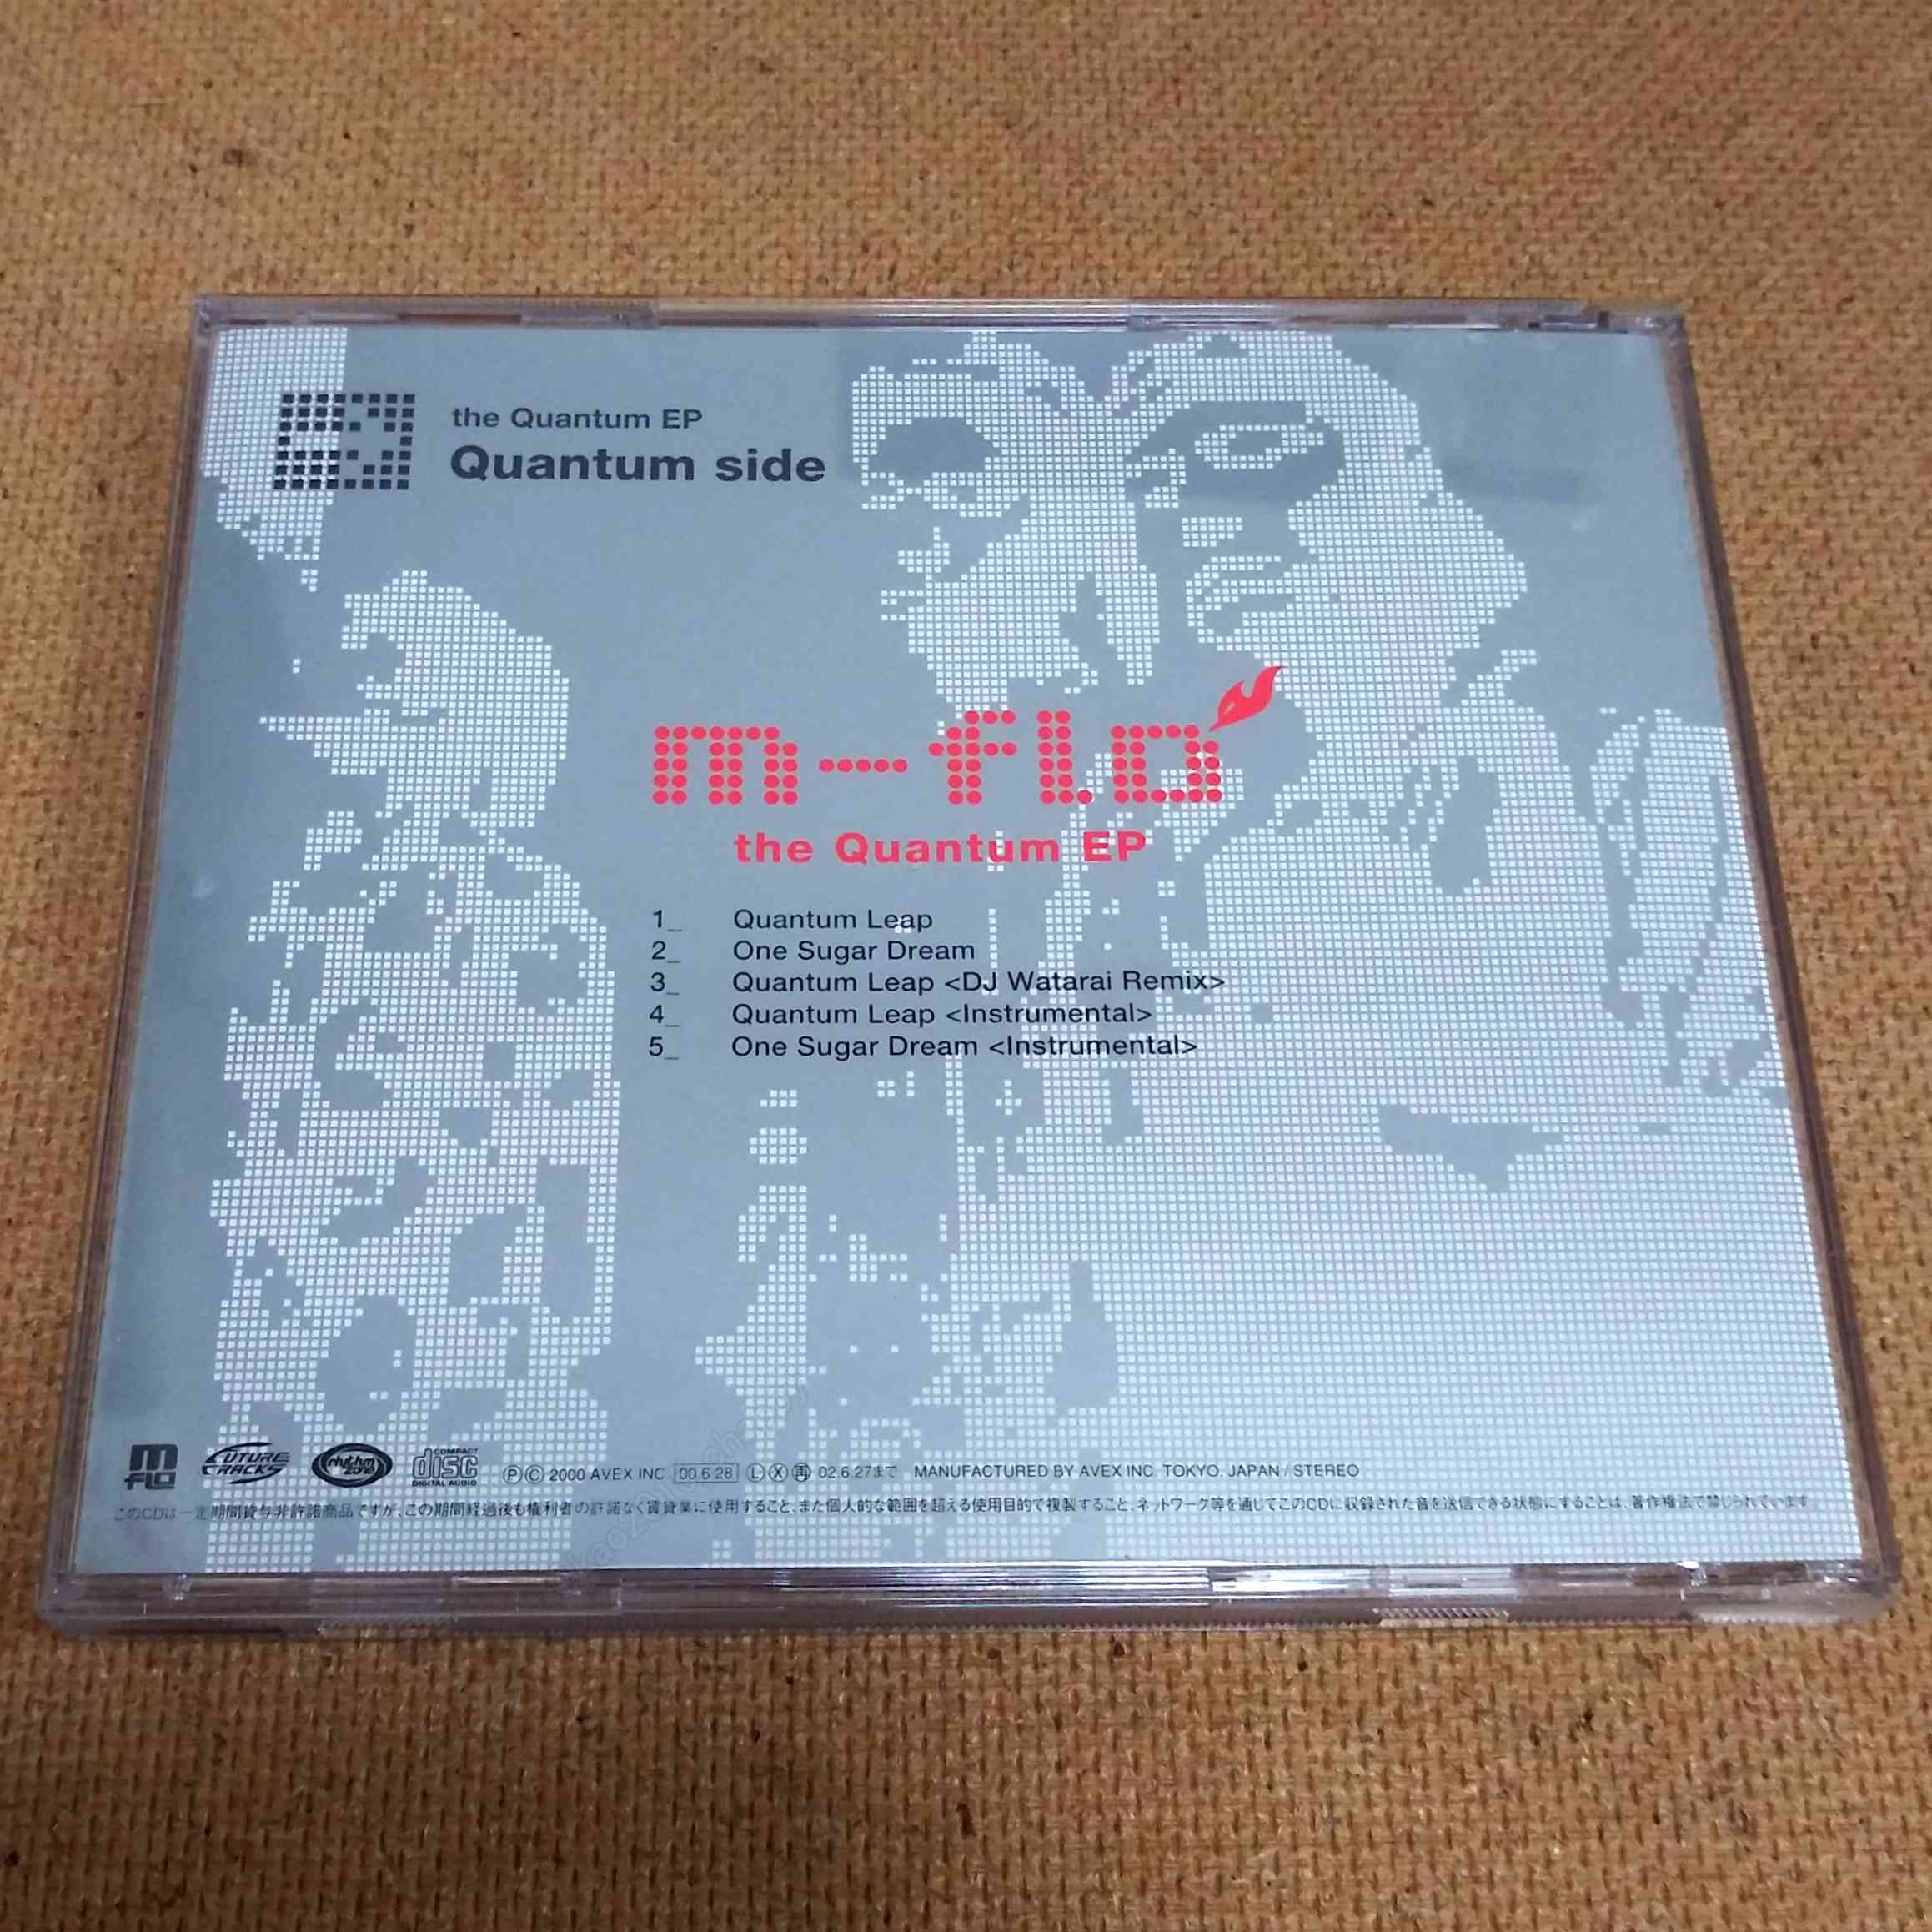 the Quantum EP
Quantum side
m-flo
the Quantum EP
1_ Quantum Leap
2_ One Sugar Dream
3_ Quantum Leap <DJ Watarai Remix>
4_ Quantum Leap <Instrumental>
5_ One Sugar Dream <Instrumental>
m flo FUTURE TRACKS rhythm zone COMPACT disc DIGITAL AUDIO Ⓟ© 2000 AVEX INC. 00.6.28 Ⓛ Ⓧ 再 02.6.27まで MANUFACTURED BY AVEX INC. TOKYO. JAPAN / STEREO
このCDは一定期間貸与非許諾商品ですが、この期間経過後も権利者の許諾なく賃貸業に使用すること、また個人的な範囲を超える使用目的で複製すること、ネットワーク等を通じてこのCDに収録された音を送信できる状態にすることは、著作権法で禁じられています